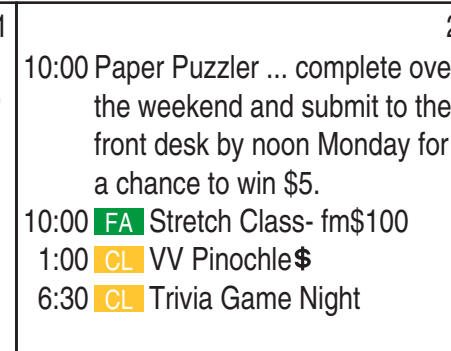 1
2
10:00 Paper Puzzler ... complete ove
the weekend and submit to the
front desk by noon Monday for
a chance to win $5.
10:00 FA Stretch Class- fm$100
1:00 CL VV Pinochle$
6:30 CL Trivia Game Night